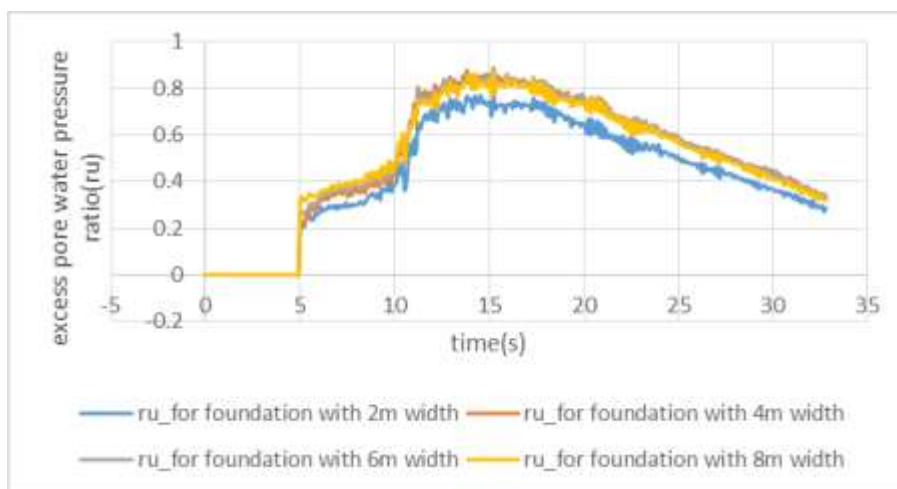 excess pore water pressure
ratio(ru)
1
0.8
0.6
0.4
0.2
0
-0.2
-5
0
5
10
15
20
25
30
35
time(s)
ru_for foundation with 2m width
ru_for foundation with 4m width
ru_for foundation with 6m width
ru_for foundation with 8m width